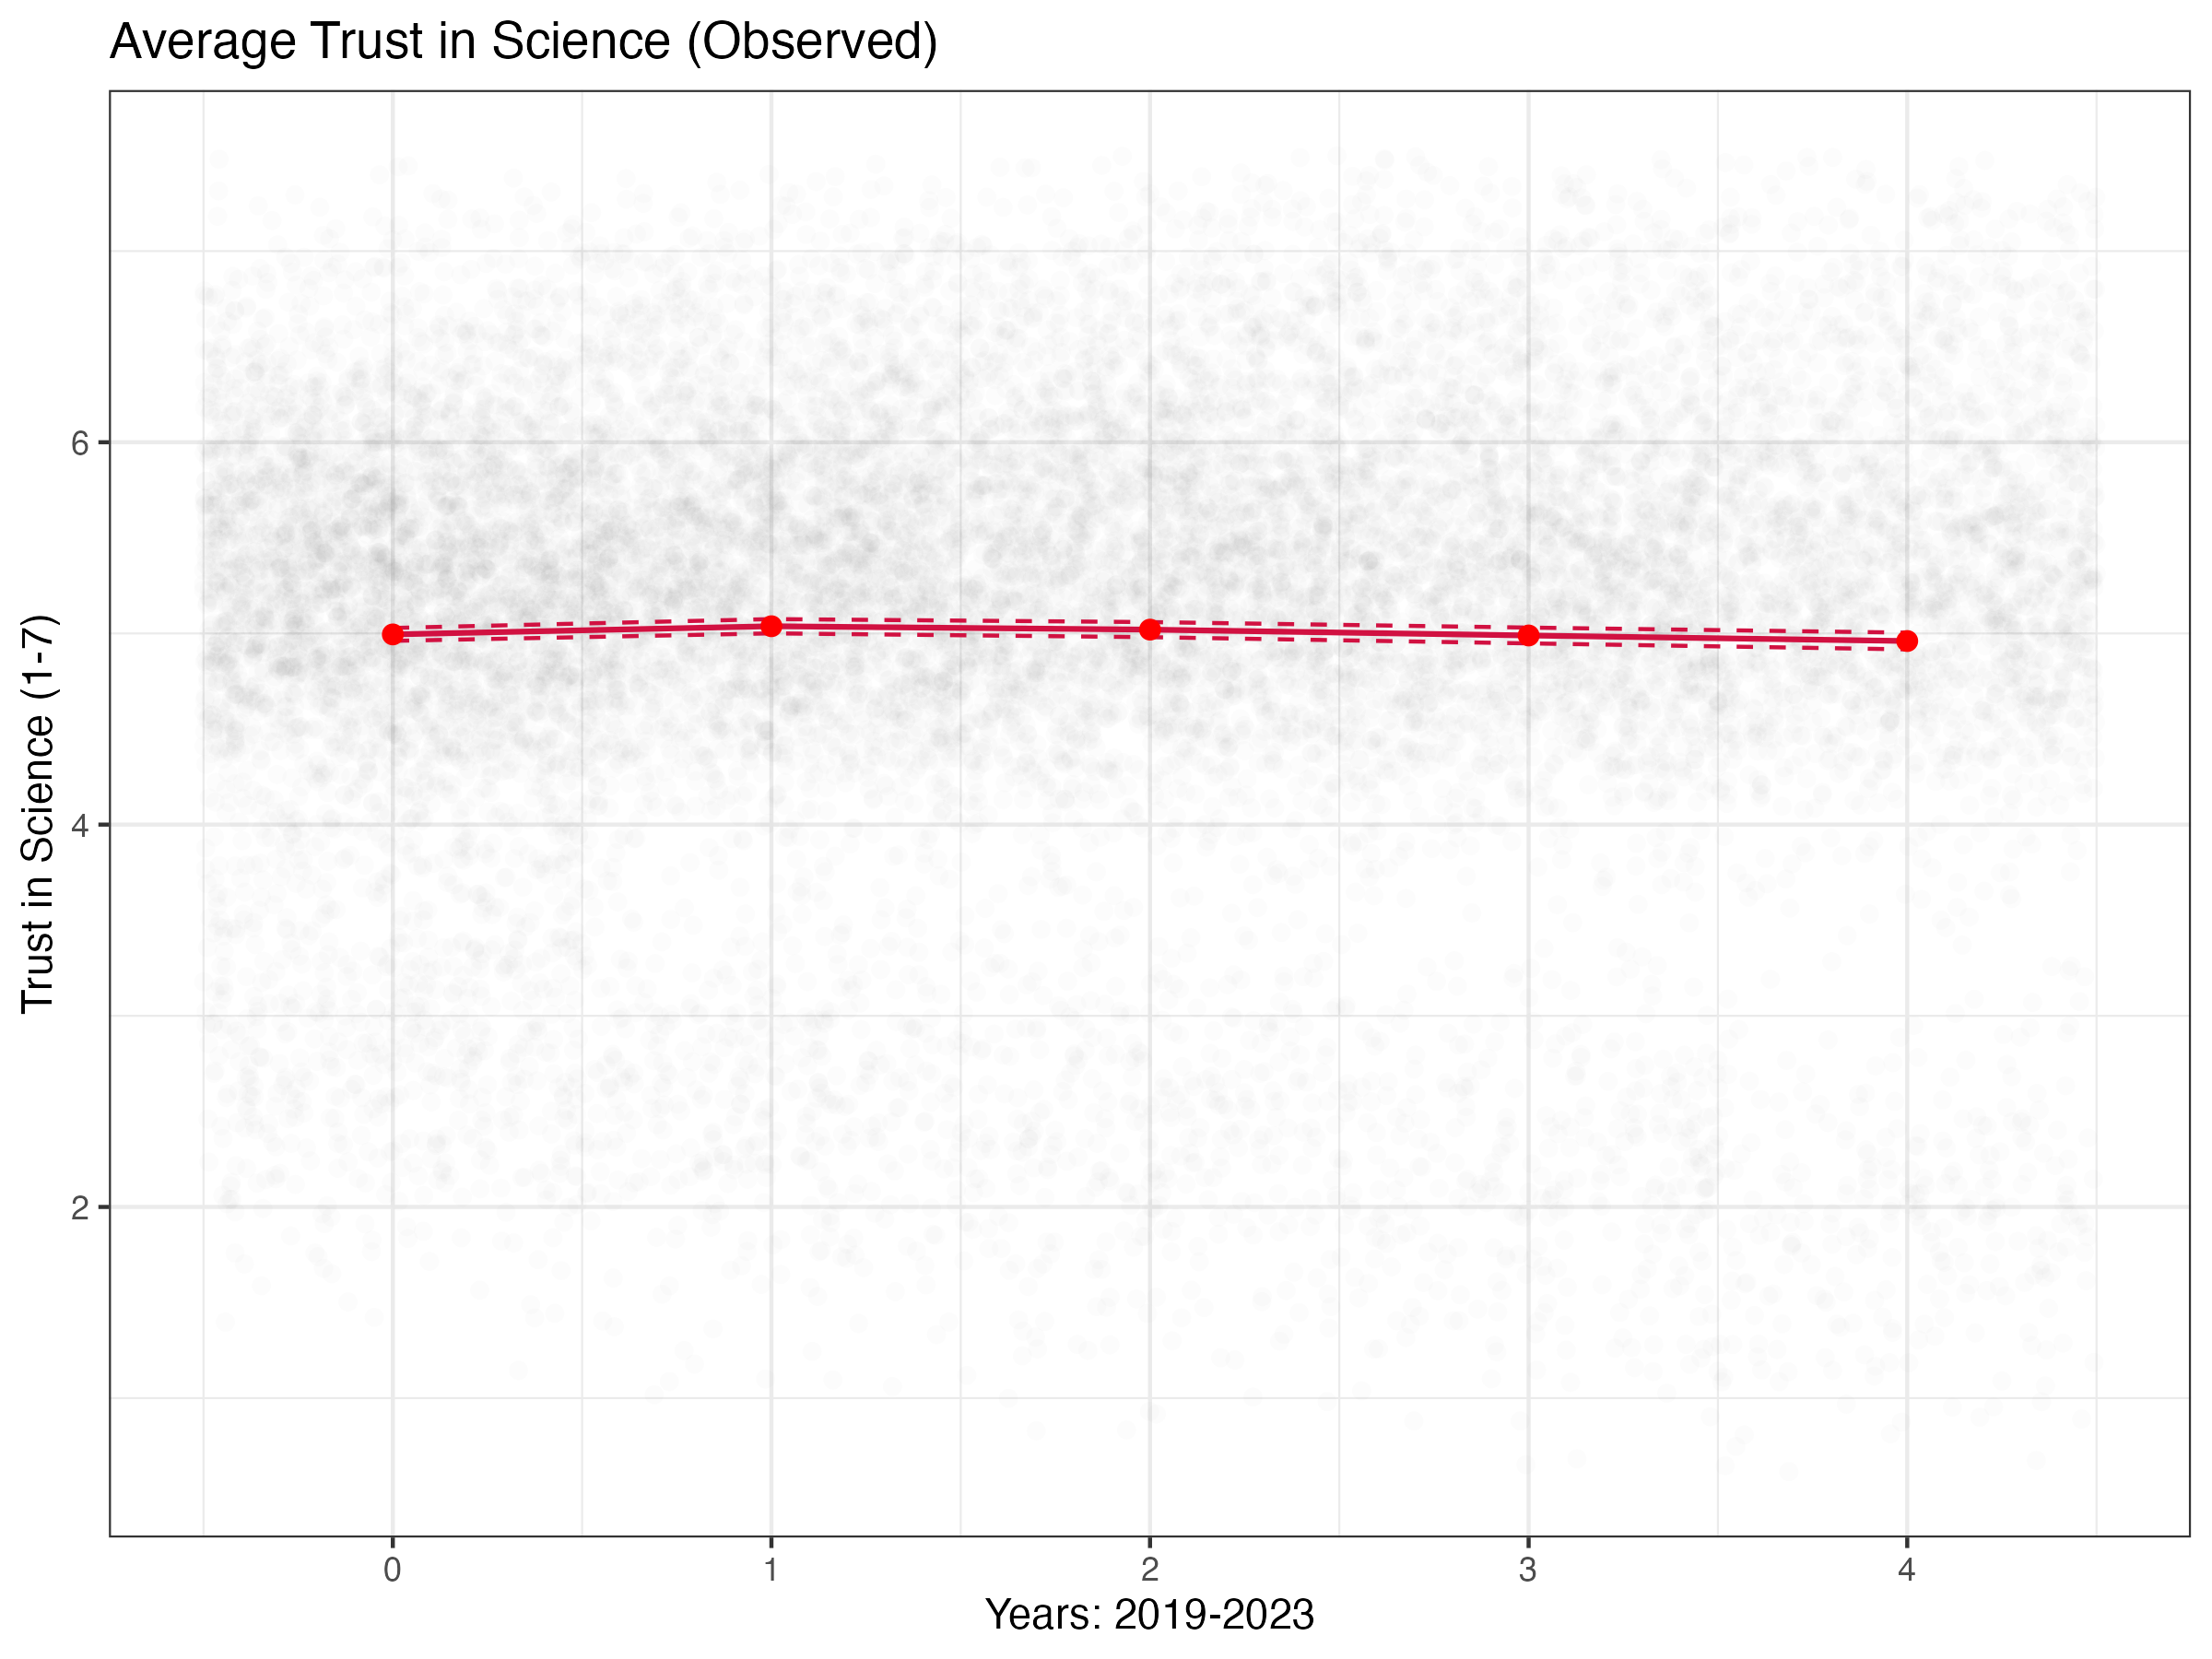 Average Trust in Science (Observed)
Trust in Science (1-7)
6
4
2
0 1 2 3 4
Years: 2019-2023